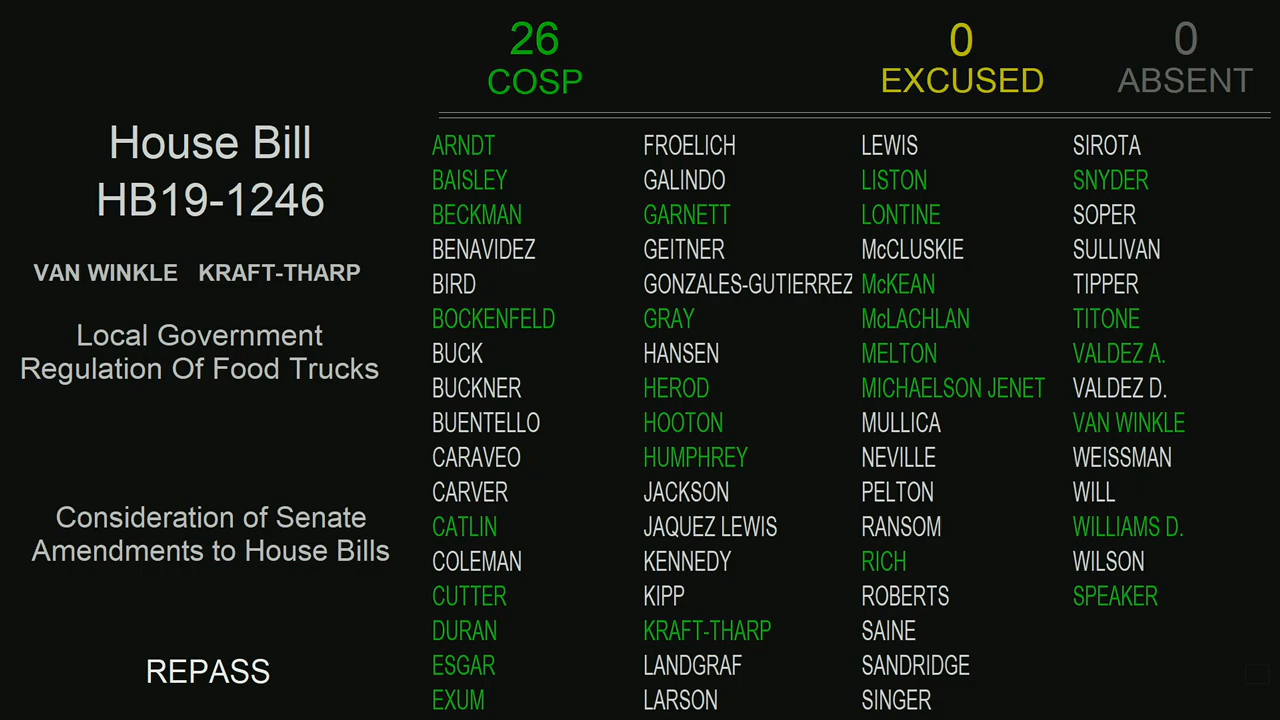 26
COSP
0
EXCUSED
0
ABSENT
House Bill
HB19-1246
VAN WINKLE KRAFT-THARP
Local Government
Regulation Of Food Trucks
Consideration of Senate
Amendments to House Bills
REPASS
ARNDT
BAISLEY
BECKMAN
BENAVIDEZ
BIRD
BOCKENFELD
BUCK
BUCKNER
BUENTELLO
CARAVEO
CARVER
CATLIN
COLEMAN
CUTTER
DURAN
ESGAR
EXUM
FROELICH
GALINDO
GARNETT
GEITNER
GONZALES-GUTIERREZ
GRAY
HANSEN
HEROD
HOOTON
HUMPHREY
JACKSON
JAQUEZ LEWIS
KENNEDY
KIPP
KRAFT-THARP
LANDGRAF
LARSON
LEWIS
LISTON
LONTINE
McCLUSKIE
McKEAN
McLACHLAN
MELTON
MICHAELSON JENET
MULLICA
NEVILLE
PELTON
RANSOM
RICH
ROBERTS
SAINE
SANDRIDGE
SINGER
SIROTA
SNYDER
SOPER
SULLIVAN
TIPPER
TITONE
VALDEZ A.
VALDEZ D.
VAN WINKLE
WEISSMAN
WILL
WILLIAMS D.
WILSON
SPEAKER